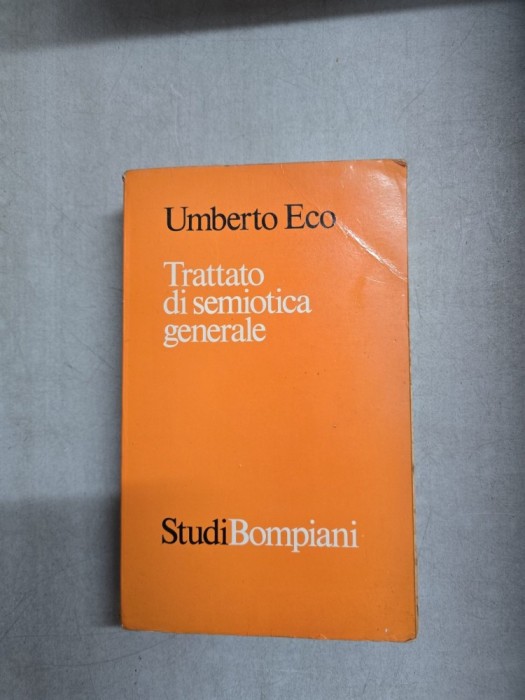 Umberto Eco
Trattato
di semiotica
generale
StudiBompiani